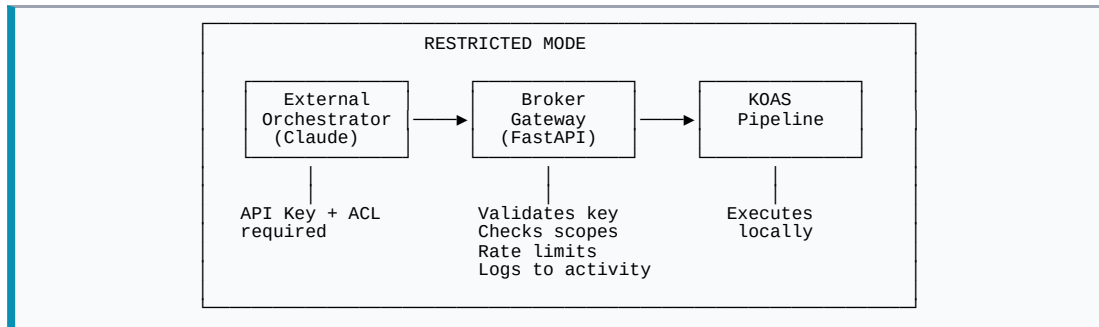 RESTRICTED MODE
External
Orchestrator
(Claude)
Broker
Gateway
(FastAPI)
KOAS
Pipeline
API Key + ACL
required
Validates key
Checks scopes
Rate limits
Logs to activity
Executes
locally